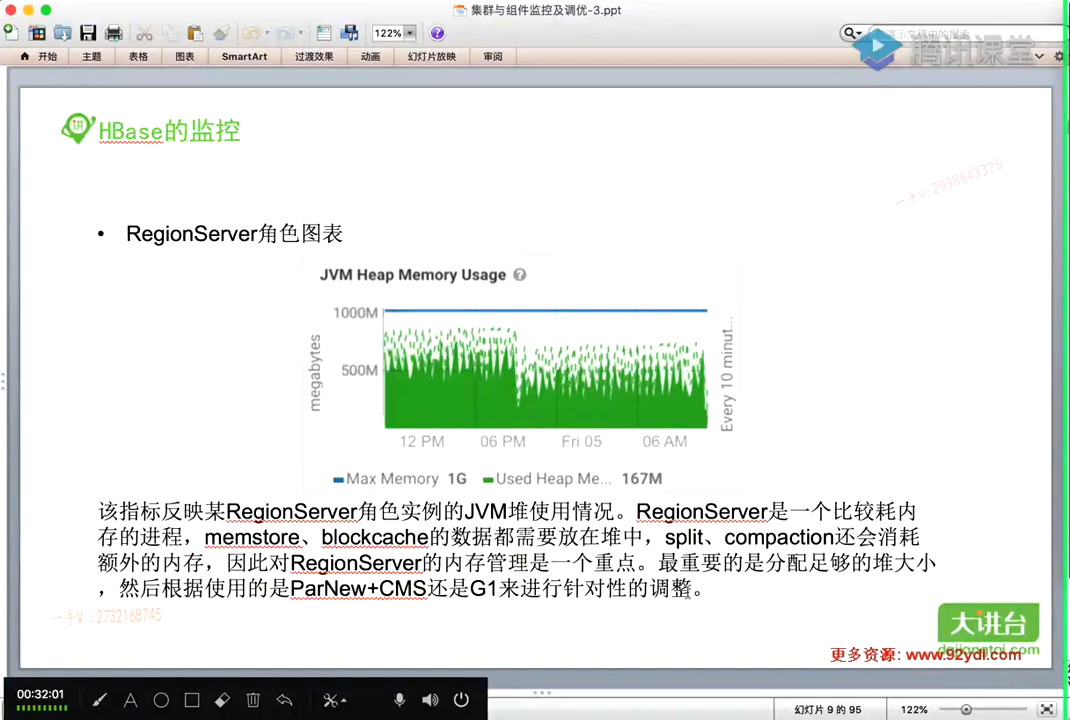 集群与组件监控及调优-3.ppt
122%
腾讯课堂
开始 主题 表格 图表 SmartArt 过渡效果 动画 幻灯片放映 审阅
HBase的监控
一手v:2938843375
• RegionServer角色图表
JVM Heap Memory Usage ?
1000M
500M
megabytes
Every 10 minut...
12 PM 06 PM Fri 05 06 AM
Max Memory 1G Used Heap Me... 167M
该指标反映某RegionServer角色实例的JVM堆使用情况。RegionServer是一个比较耗内
存的进程，memstore、blockcache的数据都需要放在堆中，split、compaction还会消耗
额外的内存，因此对RegionServer的内存管理是一个重点。最重要的是分配足够的堆大小
，然后根据使用的是ParNew+CMS还是G1来进行针对性的调整。
一手V :2732168745
大讲台
dajiangtai.com
更多资源: www.92ydl.com
00:32:01
幻灯片 9 的 95 122%